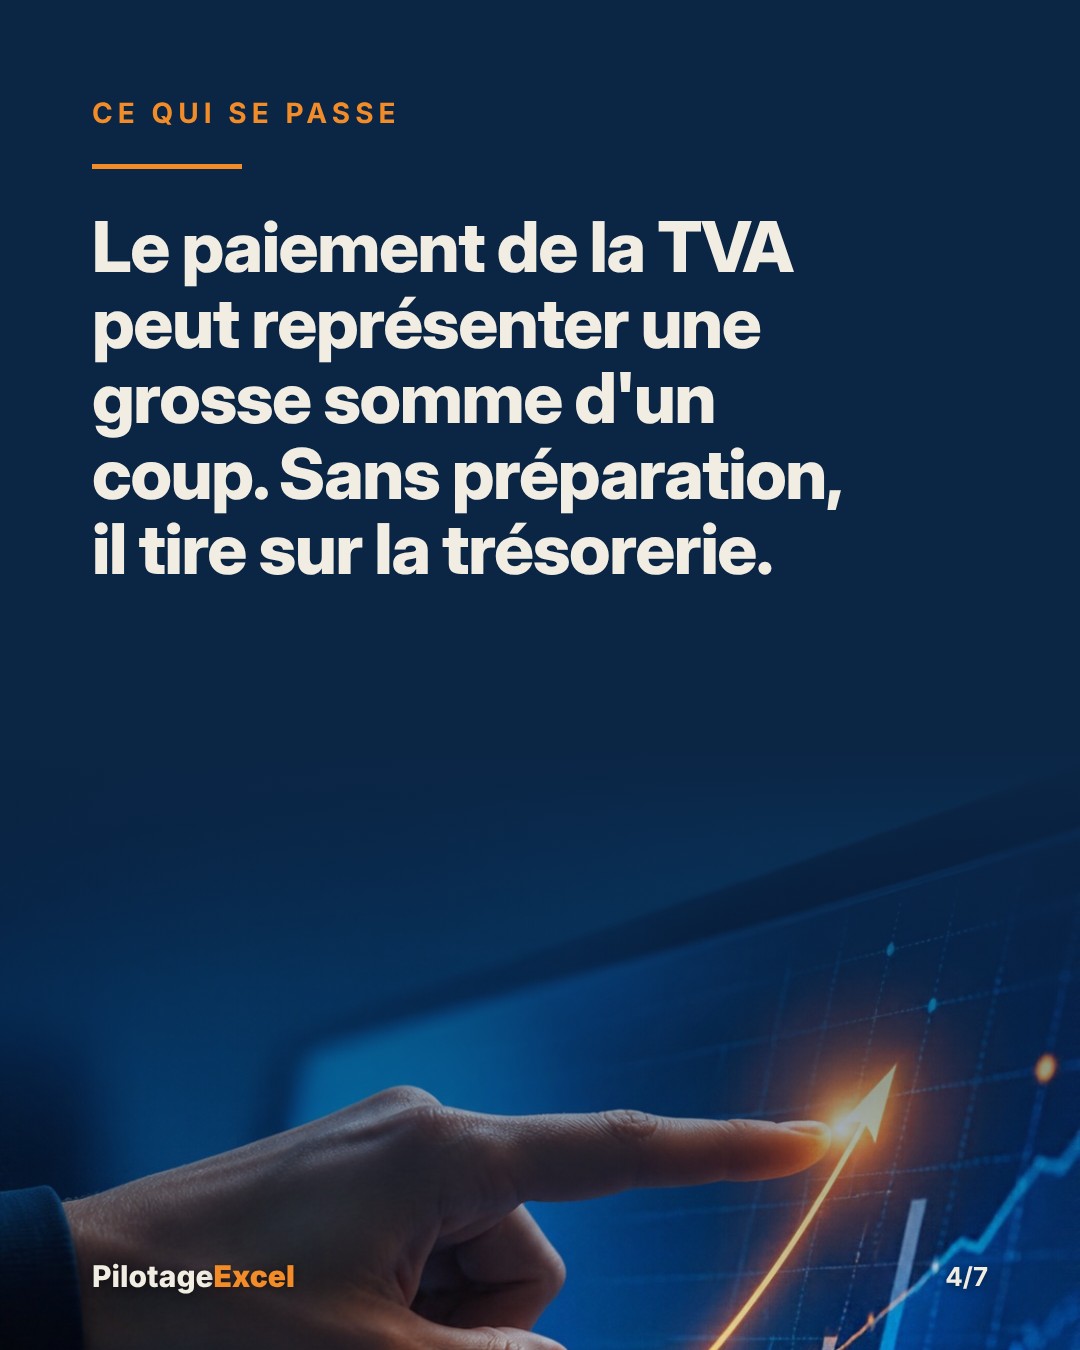 CE QUI SE PASSE
Le paiement de la TVA
peut représenter une
grosse somme d'un
coup. Sans préparation,
il tire sur la trésorerie.
PilotageExcel
4/7